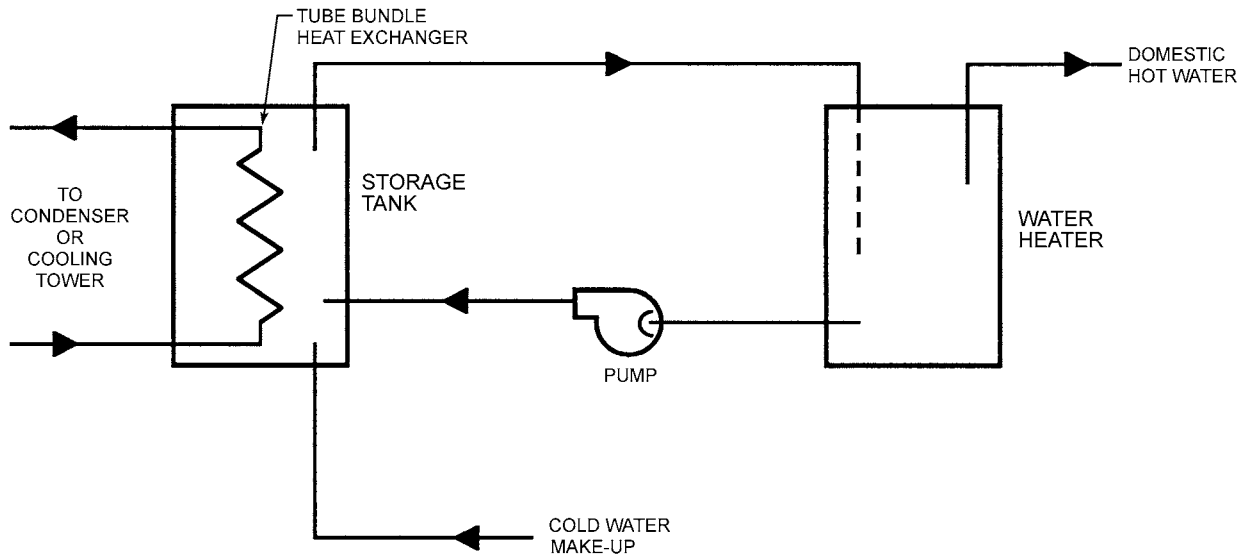 TUBE BUNDLE
HEAT EXCHANGER
DOMESTIC
HOT WATER
STORAGE
TANK
TO
CONDENSER
OR
COOLING
TOWER
WATER
HEATER
PUMP
COLD WATER
MAKE-UP